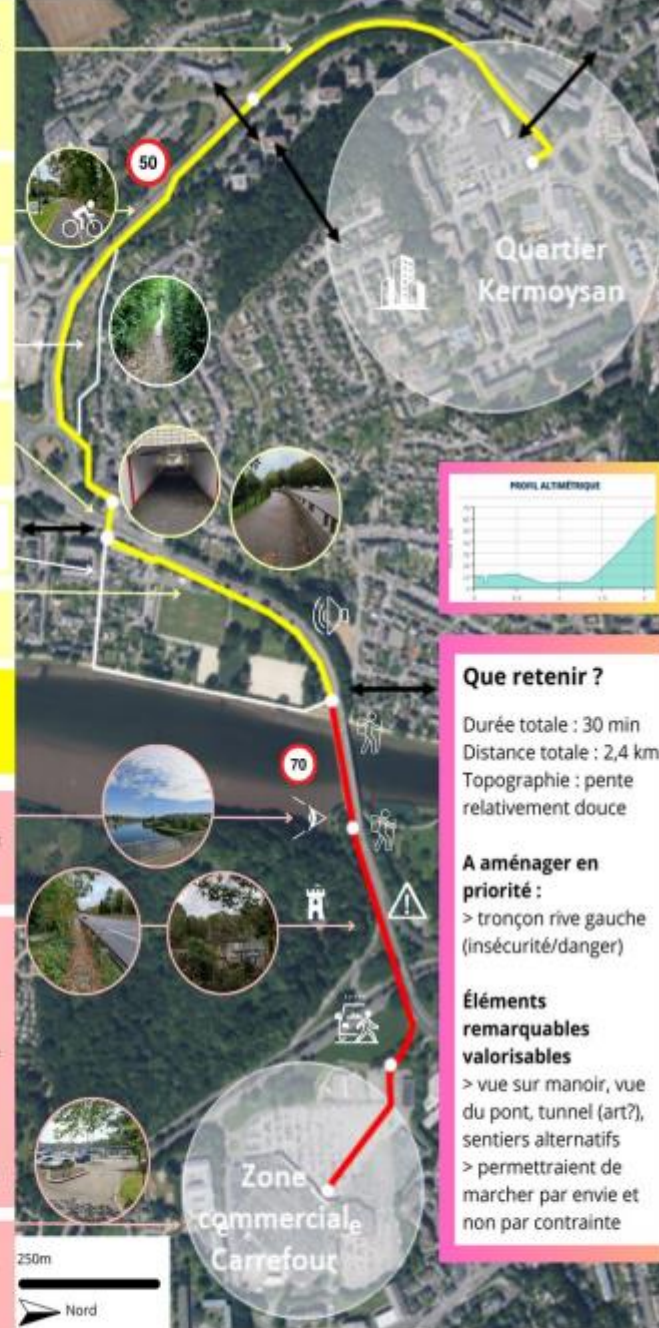 50
Quartier
Kermoysan
PROFIL ALTIMÉTRIQUE
70
Que retenir ?
Durée totale : 30 min
Distance totale : 2,4 km
Topographie : pente
relativement douce
A aménager en
priorité :
> tronçon rive gauche
(insécurité/danger)
Éléments
remarquables
valorisables
> vue sur manoir, vue
du pont, tunnel (art?),
sentiers alternatifs
> permettraient de
marcher par envie et
non par contrainte
Zone
commerciale
Carrefour
250m
Nord